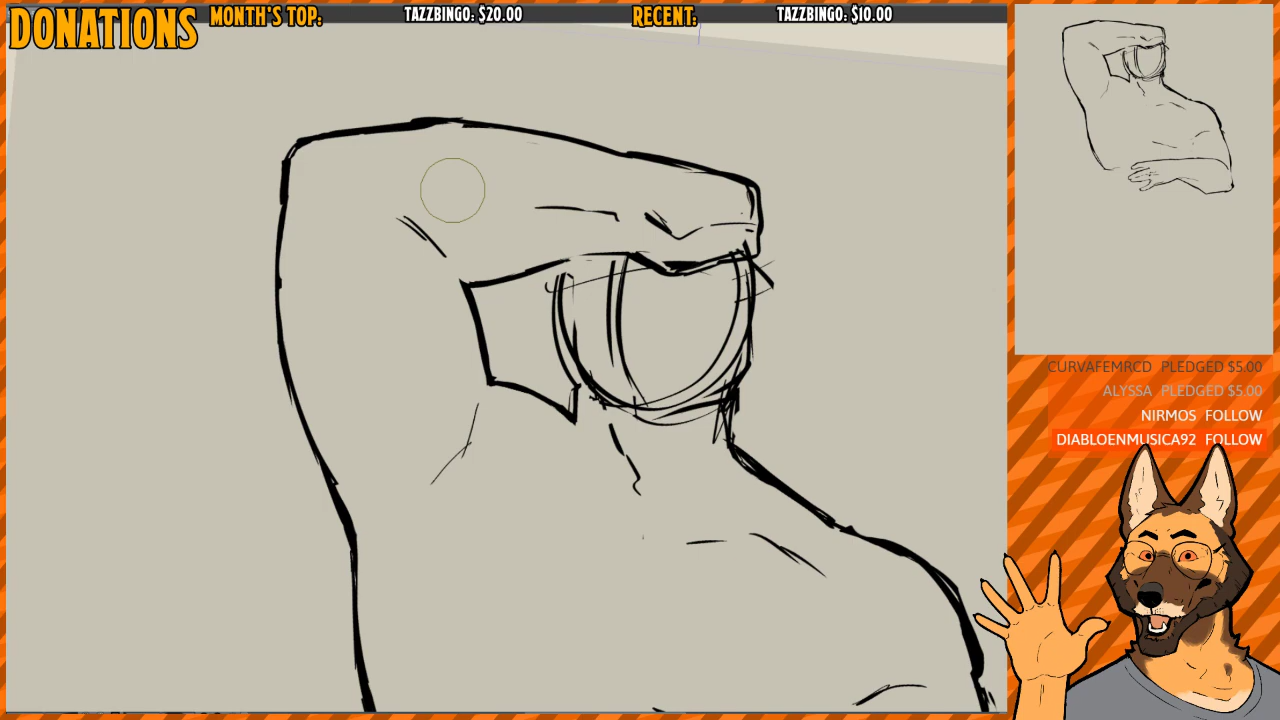 DONATIONS MONTH'S TOP: TAZZBINGO: $20.00 RECENT: TAZZBINGO: $10.00
CURVAFEMRCD PLEDGED $5.00
ALYSSA PLEDGED $5.00
NIRMOS FOLLOW
DIABLOENMUSICA92 FOLLOW